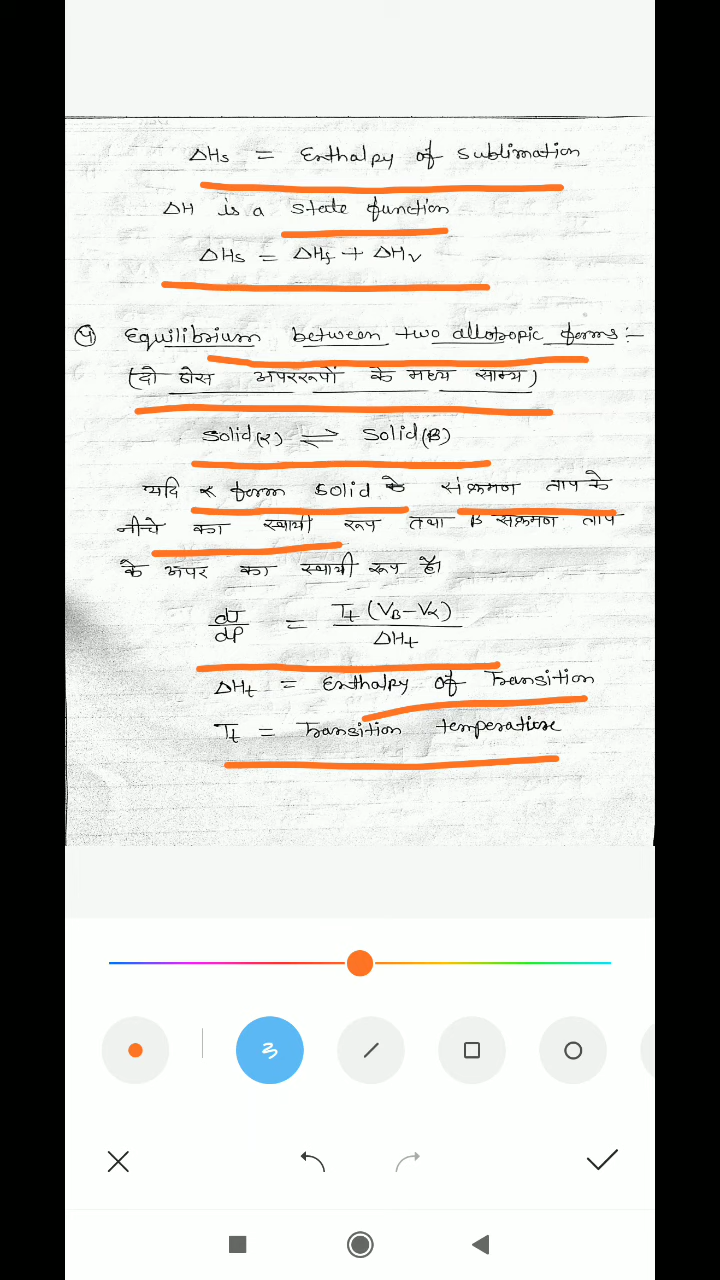 ΔHs = Enthalpy of sublimation
ΔH is a state function
ΔHs = ΔHf + ΔHv
④ Equilibrium between two allotropic forms :-
(दो ठोस अपररूपों के मध्य साम्य)
Solid(α) ⇌ Solid(β)
यदि α form solid के संक्रमण ताप के
नीचे का स्थायी रूप तथा β संक्रमण ताप
के ऊपर का स्थायी रूप है।
dT/dP = Tt (Vβ-Vα)/ΔHt
ΔHt = Enthalpy of Transition
Tt = Transition temperature